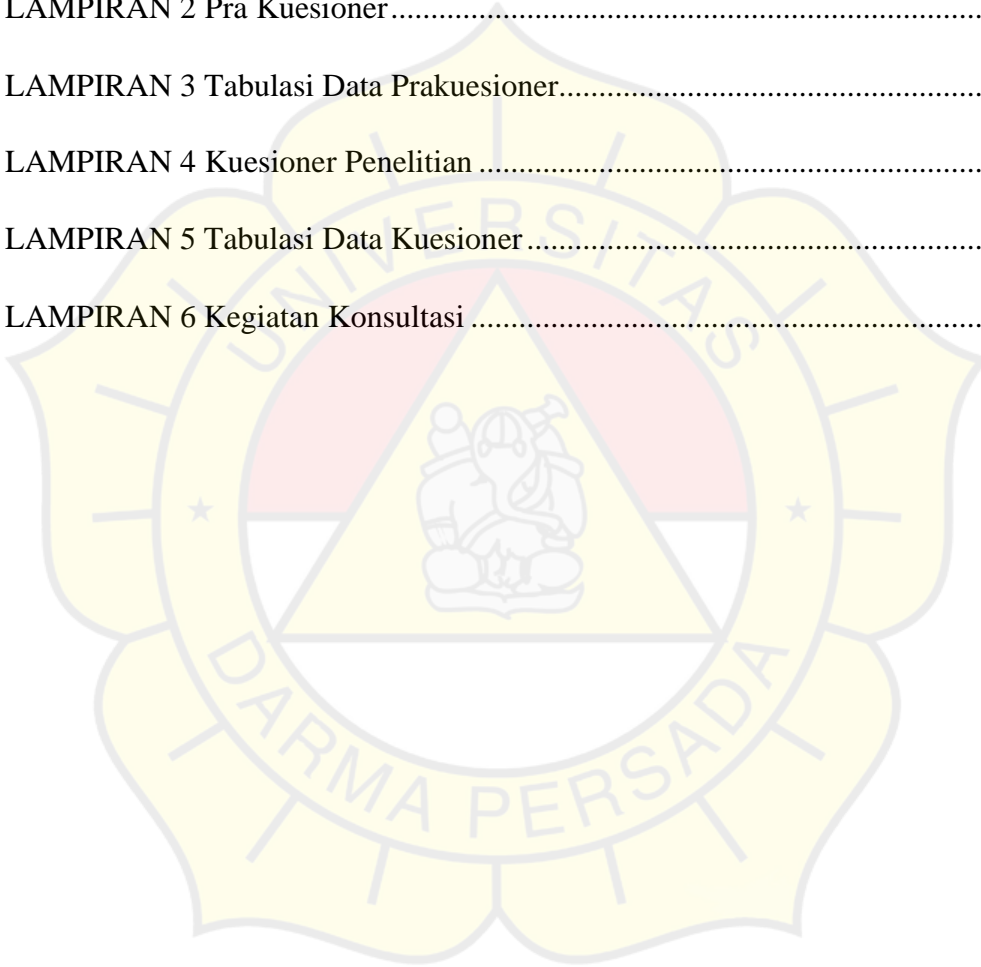 LAMPIRAN 2 Pra Kuesioner....................................................................................
LAMPIRAN 3 Tabulasi Data Prakuesioner.....................................................
LAMPIRAN 4 Kuesioner Penelitian ...............................................................
LAMPIRAN 5 Tabulasi Data Kuesioner .........................................................
LAMPIRAN 6 Kegiatan Konsultasi ................................................................
UNIVERSITAS
DARMA PERSADA